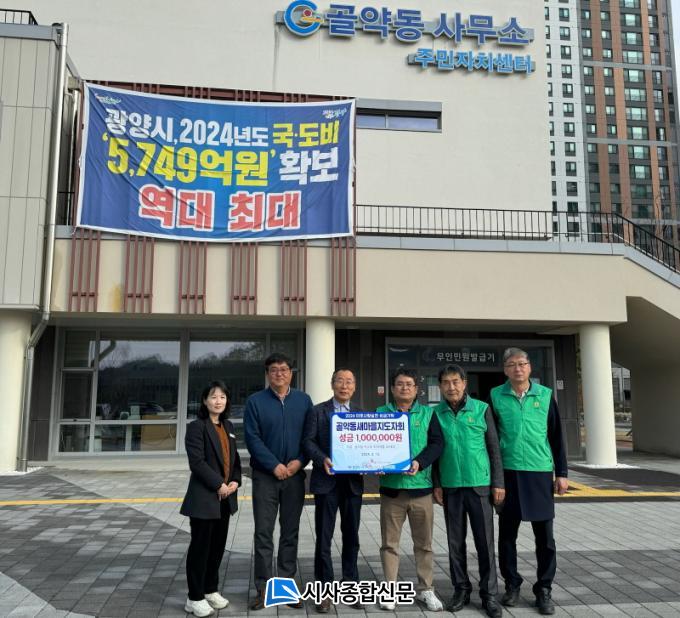 골약동 사무소
주민자치센터
광양시, 2024년도 국·도비
'5,749억원' 확보
역대 최대
무인민원발급기
골약동새마을지도자회
성금 1,000,000원
시사종합신문